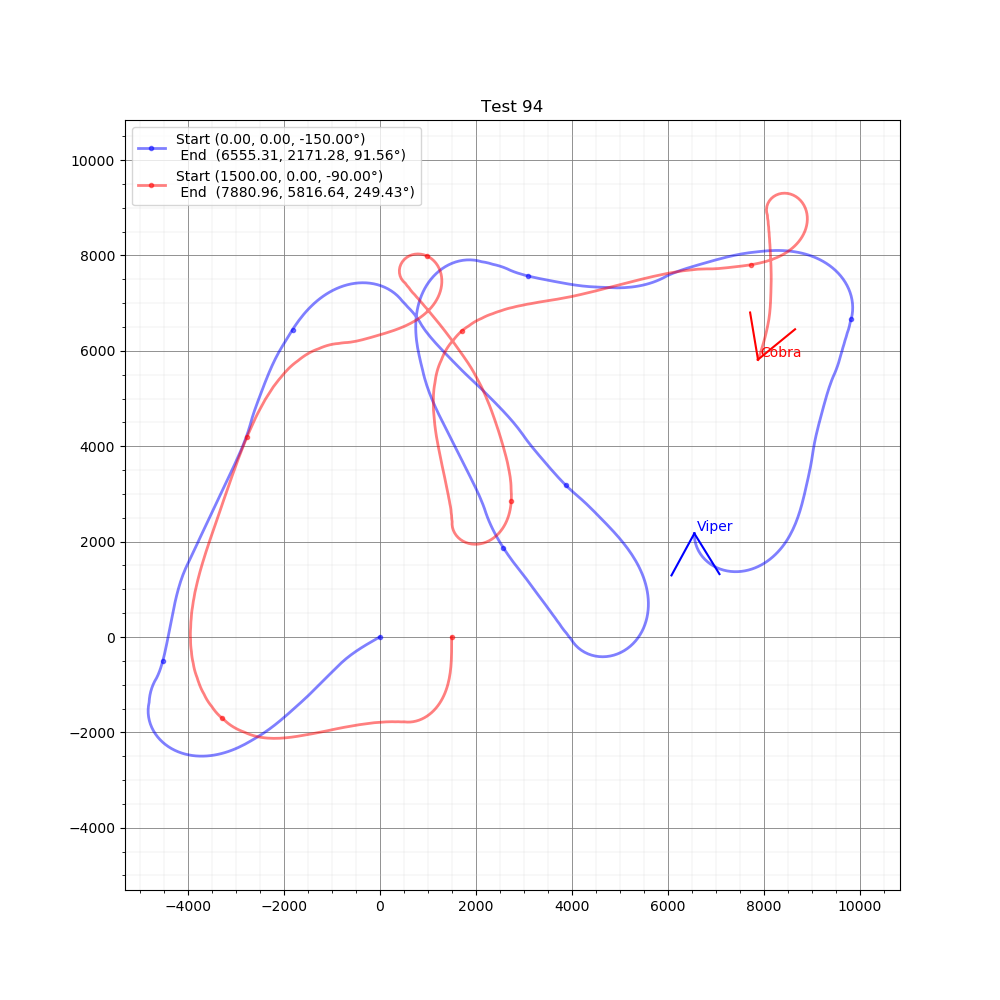 Test 94
Start (0.00, 0.00, -150.00°)
End (6555.31, 2171.28, 91.56°)
Start (1500.00, 0.00, -90.00°)
End (7880.96, 5816.64, 249.43°)
10000
8000
6000
4000
2000
0
−2000
−4000
Cobra
Viper
−4000 −2000 0 2000 4000 6000 8000 10000